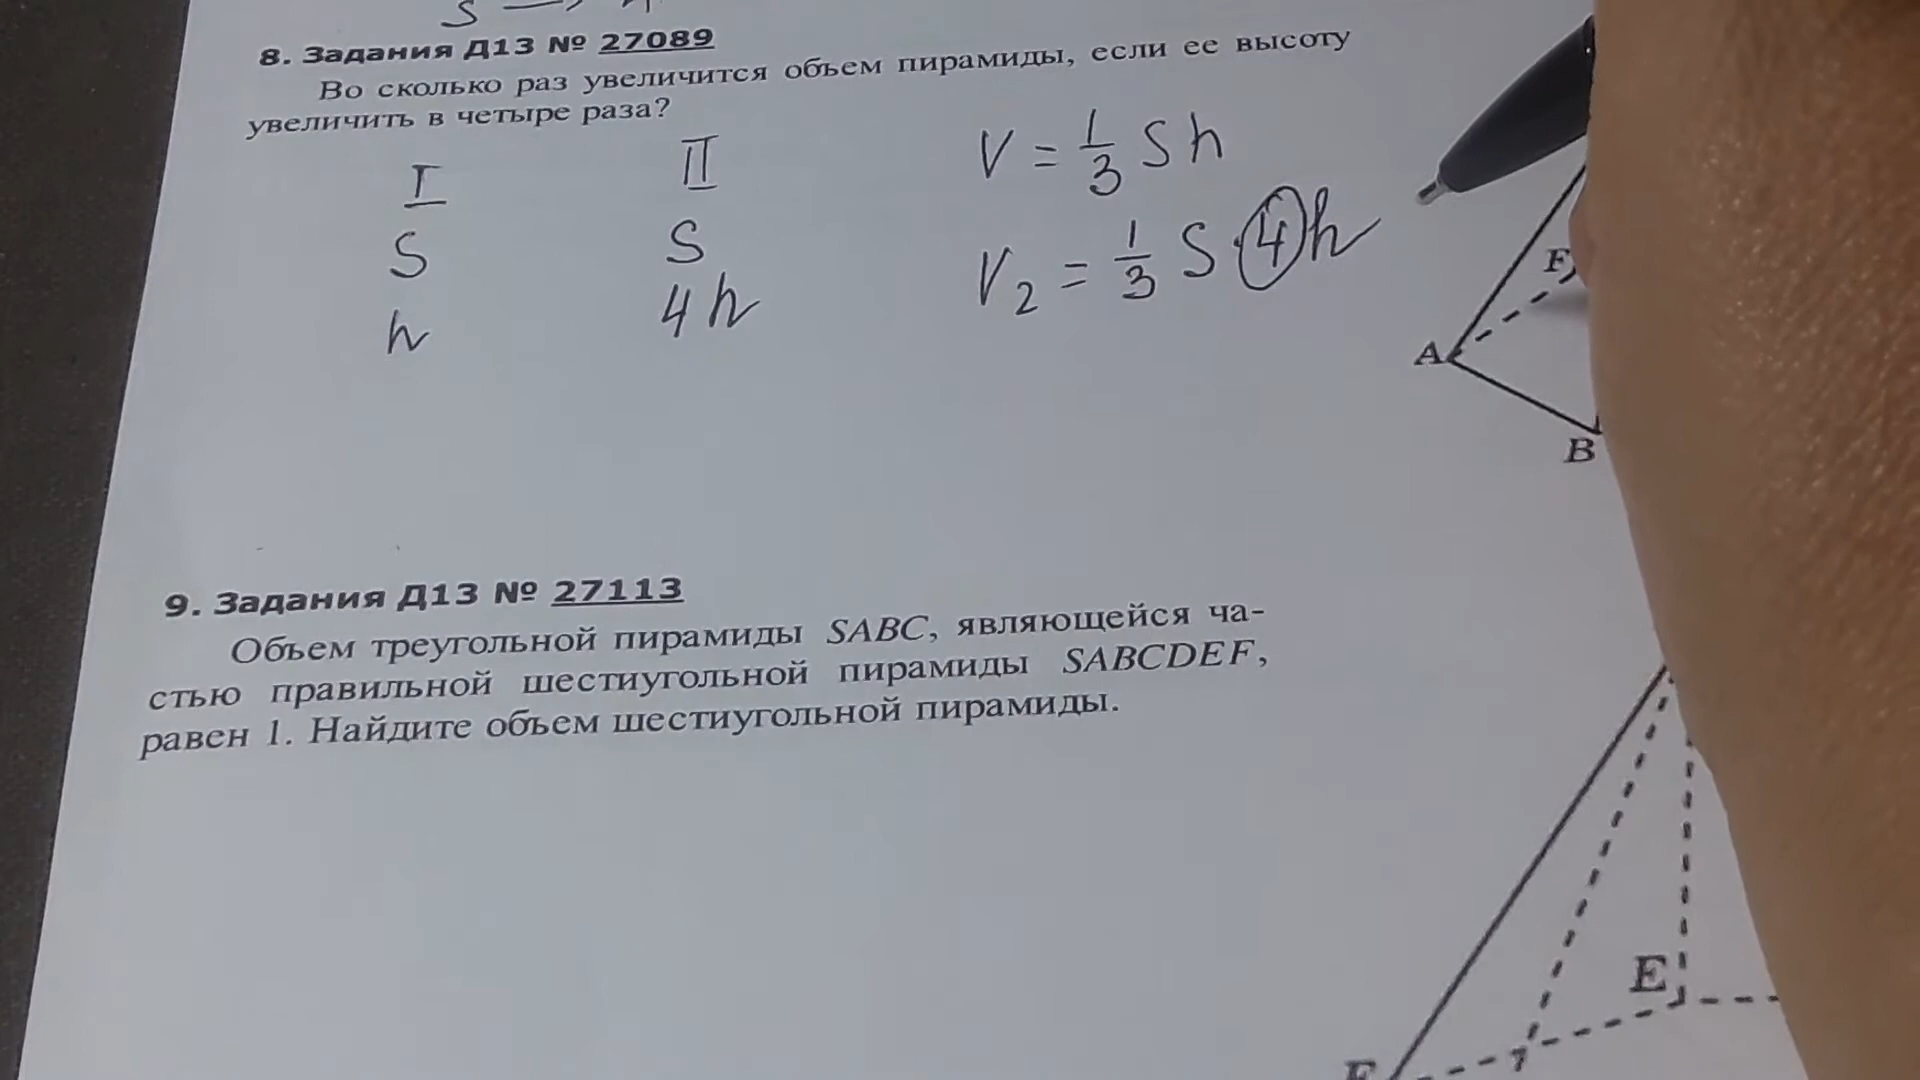 8. Задания Д13 № 27089
Во сколько раз увеличится объем пирамиды, если ее высоту
увеличить в четыре раза?
I II
S S
h 4h
V = 1/3 Sh
V₂ = 1/3 S·4h
F
A
B
9. Задания Д13 № 27113
Объем треугольной пирамиды SABC, являющейся ча-
стью правильной шестиугольной пирамиды SABCDEF,
равен 1. Найдите объем шестиугольной пирамиды.
E